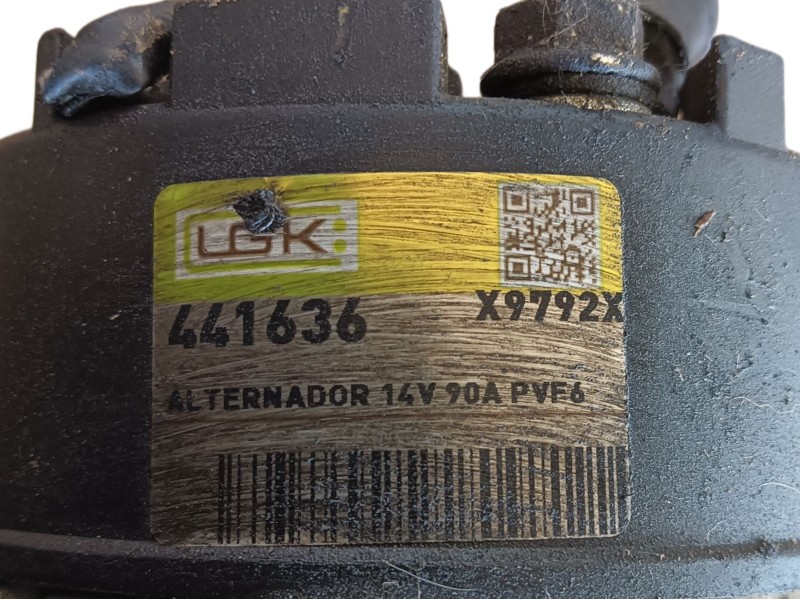 LGK
441636
X9792X
ALTERNADOR 14V 90A PVF6